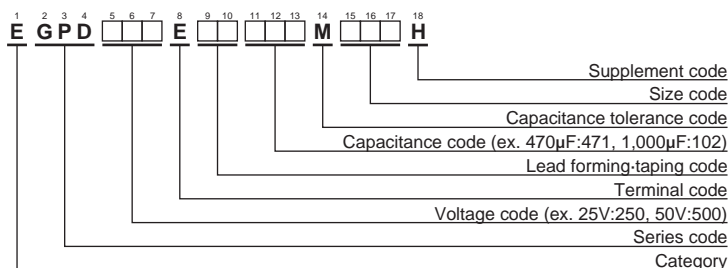 1 2 3 4 5 6 7 8 9 10 11 12 13 14 15 16 17 18
E GPD □□□ E □□ □□□ M □□□ H
Supplement code
Size code
Capacitance tolerance code
Capacitance code (ex. 470µF:471, 1,000µF:102)
Lead forming·taping code
Terminal code
Voltage code (ex. 25V:250, 50V:500)
Series code
Category